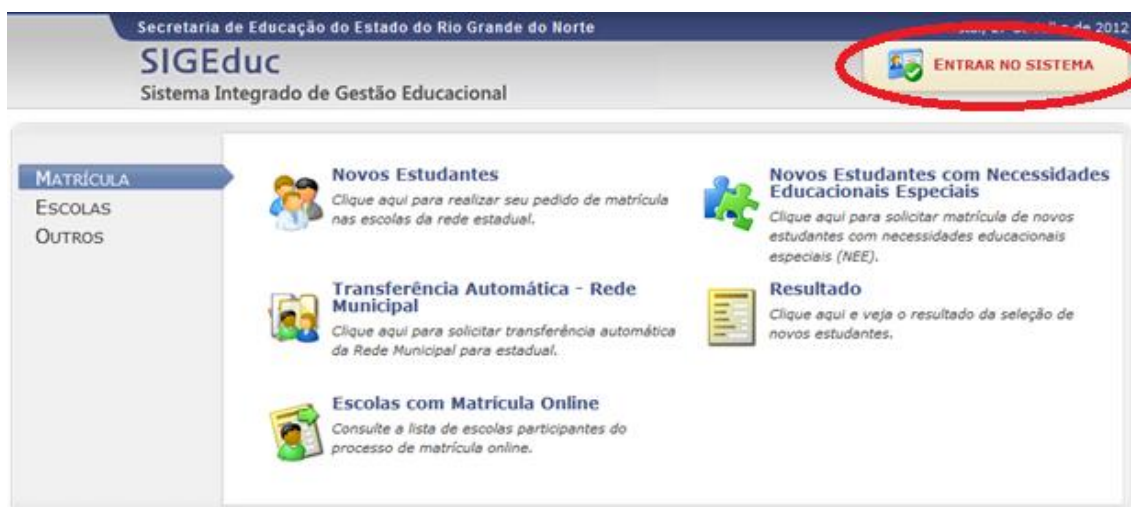 Secretaria de Educação do Estado do Rio Grande do Norte
de 2012
SIGEduc
Sistema Integrado de Gestão Educacional
ENTRAR NO SISTEMA
MATRÍCULA
ESCOLAS
OUTROS
Novos Estudantes
Clique aqui para realizar seu pedido de matrícula
nas escolas da rede estadual.
Novos Estudantes com Necessidades
Educacionais Especiais
Clique aqui para solicitar matrícula de novos
estudantes com necessidades educacionais
especiais (NEE).
Transferência Automática - Rede
Municipal
Clique aqui para solicitar transferência automática
da Rede Municipal para estadual.
Resultado
Clique aqui e veja o resultado da seleção de
novos estudantes.
Escolas com Matrícula Online
Consulte a lista de escolas participantes do
processo de matrícula online.